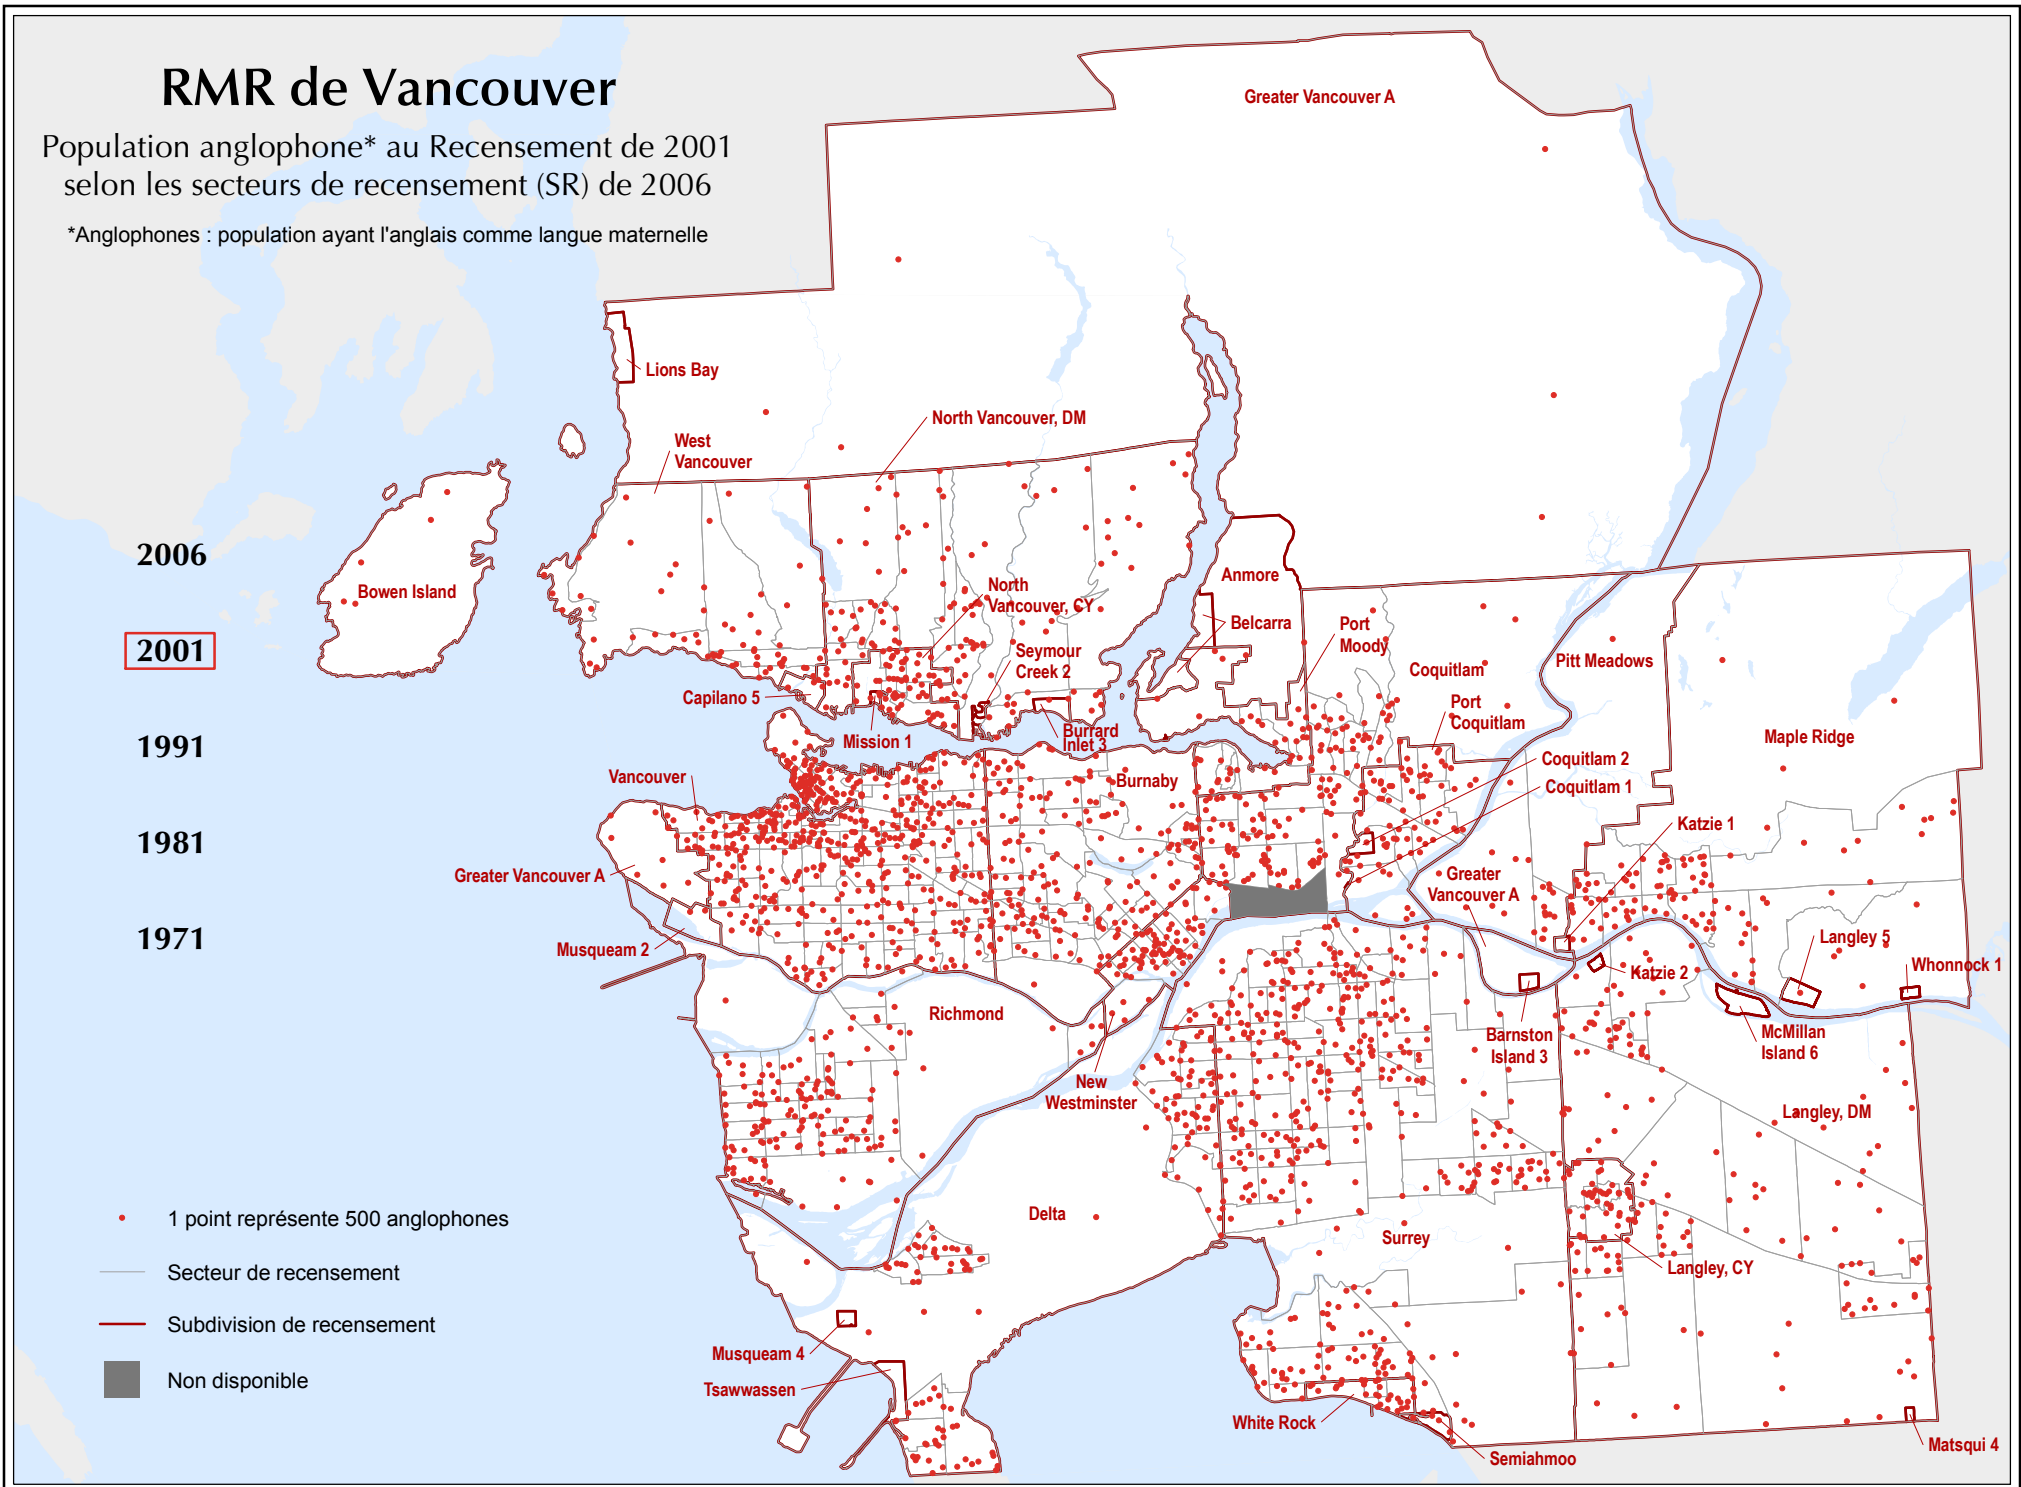 RMR de Vancouver
Population anglophone* au Recensement de 2001
selon les secteurs de recensement (SR) de 2006
*Anglophones : population ayant l'anglais comme langue maternelle
Greater Vancouver A
Lions Bay
North Vancouver, DM
West
Vancouver
2006
Bowen Island
Anmore
North
Vancouver, CY
Belcarra
Port
Moody
2001
Seymour
Creek 2
Coquitlam
Pitt Meadows
Capilano 5
Port
Coquitlam
Mission 1
Burrard
Inlet 3
1991
Maple Ridge
Vancouver
Burnaby
Coquitlam 2
Coquitlam 1
1981
Katzie 1
Greater Vancouver A
Greater
Vancouver A
1971
Musqueam 2
Langley 5
Whonnock 1
Katzie 2
Richmond
Barnston
Island 3
McMillan
Island 6
New
Westminster
Langley, DM
1 point représente 500 anglophones
Delta
Surrey
Secteur de recensement
Langley, CY
Subdivision de recensement
Musqueam 4
Non disponible
Tsawwassen
White Rock
Semiahmoo
Matsqui 4